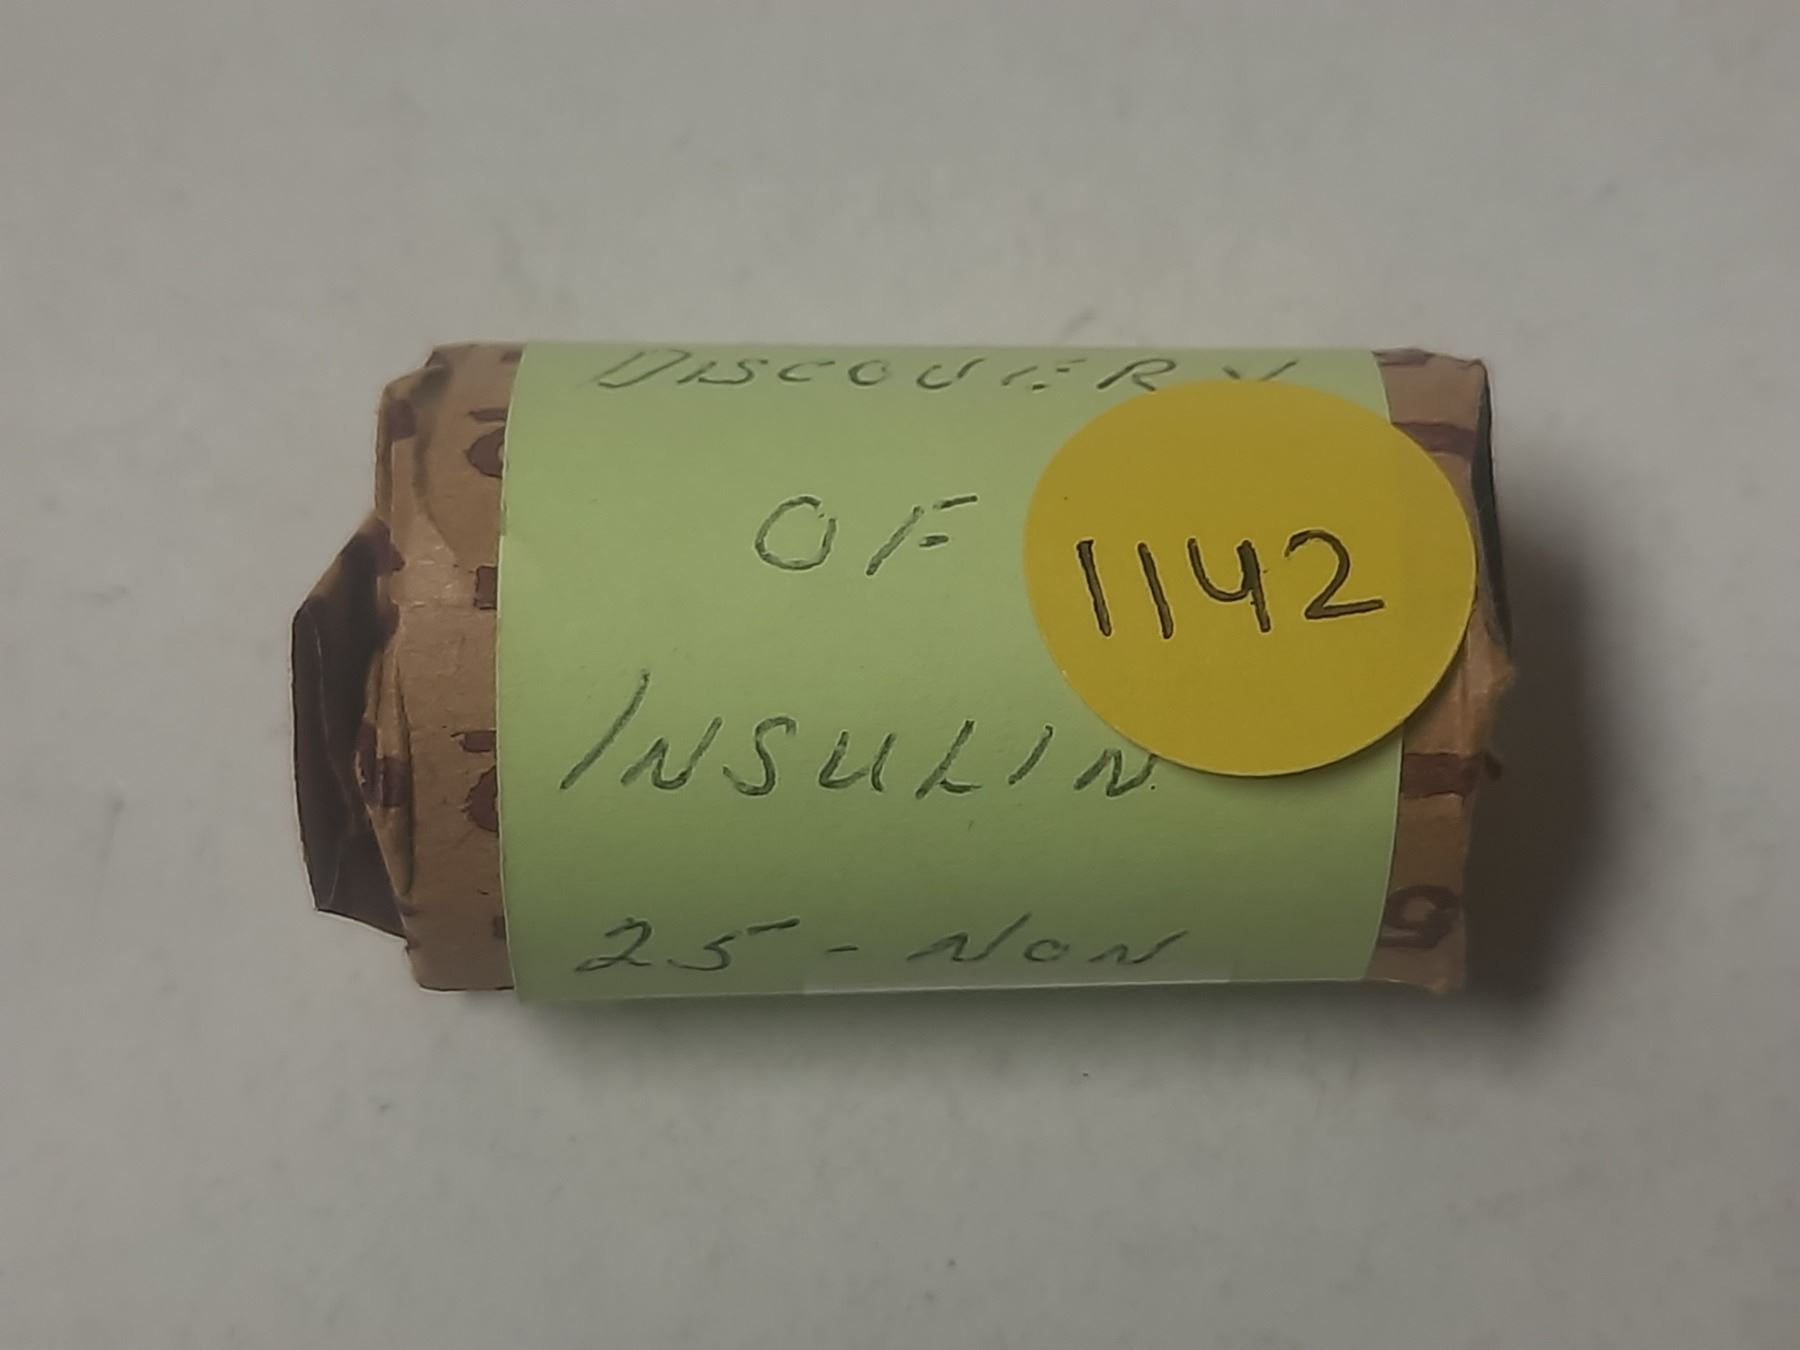 DISCOVERY
OF
1142
INSULIN
25 - NON